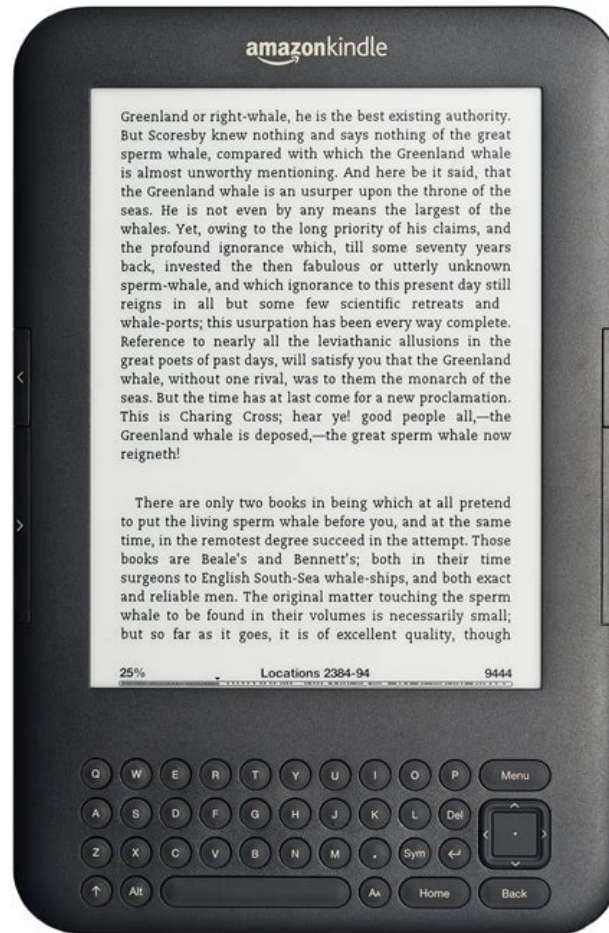 amazonkindle
Greenland or right-whale, he is the best existing authority.
But Scoresby knew nothing and says nothing of the great
sperm whale, compared with which the Greenland whale
is almost unworthy mentioning. And here be it said, that
the Greenland whale is an usurper upon the throne of the
seas. He is not even by any means the largest of the
whales. Yet, owing to the long priority of his claims, and
the profound ignorance which, till some seventy years
back, invested the then fabulous or utterly unknown
sperm-whale, and which ignorance to this present day still
reigns in all but some few scientific retreats and
whale-ports; this usurpation has been every way complete.
Reference to nearly all the leviathanic allusions in the
great poets of past days, will satisfy you that the Greenland
whale, without one rival, was to them the monarch of the
seas. But the time has at last come for a new proclamation.
This is Charing Cross; hear ye! good people all,—the
Greenland whale is deposed,—the great sperm whale now
reigneth!
There are only two books in being which at all pretend
to put the living sperm whale before you, and at the same
time, in the remotest degree succeed in the attempt. Those
books are Beale's and Bennett's; both in their time
surgeons to English South-Sea whale-ships, and both exact
and reliable men. The original matter touching the sperm
whale to be found in their volumes is necessarily small;
but so far as it goes, it is of excellent quality, though
25% Locations 2384-94 9444
Q W E R T Y U I O P Menu
A S D F G H J K L Del
Z X C V B N M . Sym
Alt AA Home Back